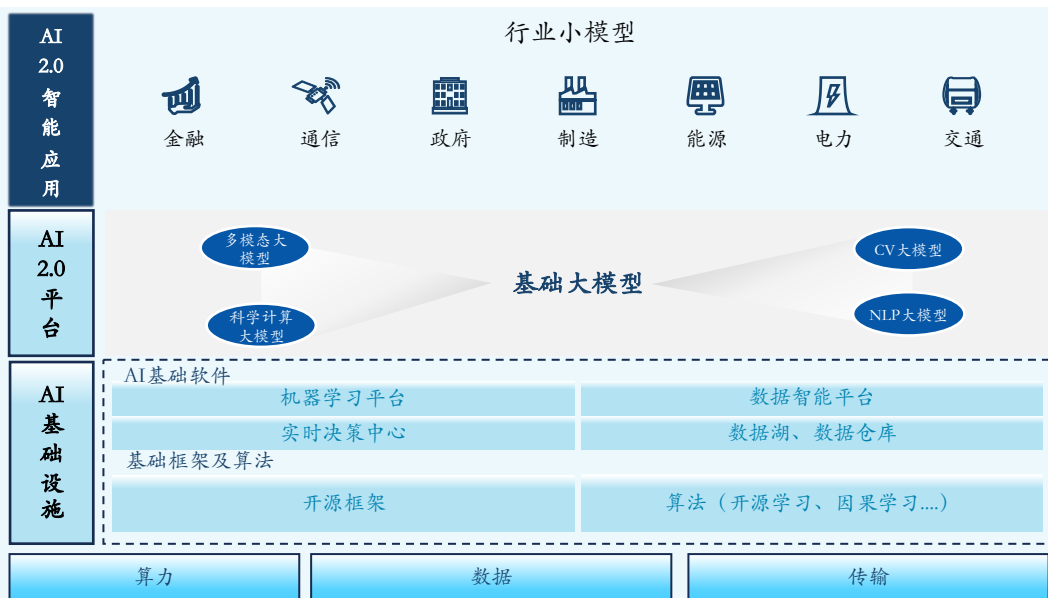 AI
2.0
智
能
应
用
行业小模型
金融
通信
政府
制造
能源
电力
交通
AI
2.0
平
台
多模态大
模型
科学计算
大模型
基础大模型
CV大模型
NLP大模型
AI
基
础
设
施
AI基础软件
机器学习平台
数据智能平台
实时决策中心
数据湖、数据仓库
基础框架及算法
开源框架
算法（开源学习、因果学习....）
算力
数据
传输